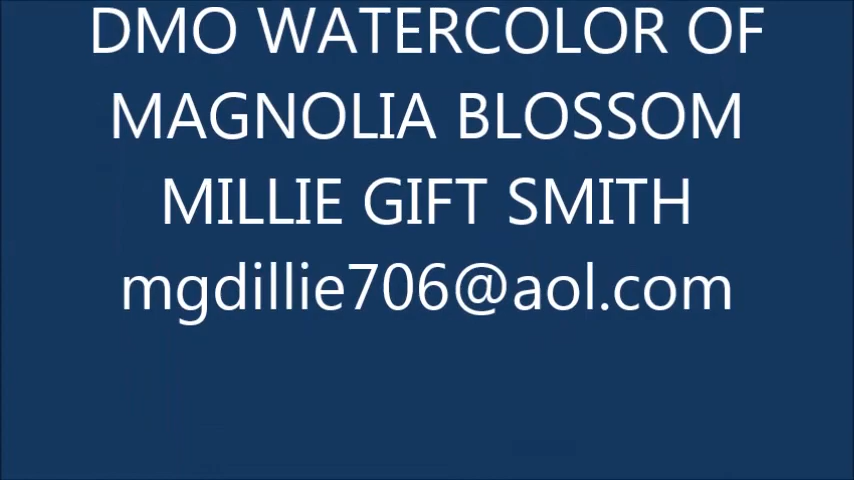 DMO WATERCOLOR OF
MAGNOLIA BLOSSOM
MILLIE GIFT SMITH
mgdillie706@aol.com